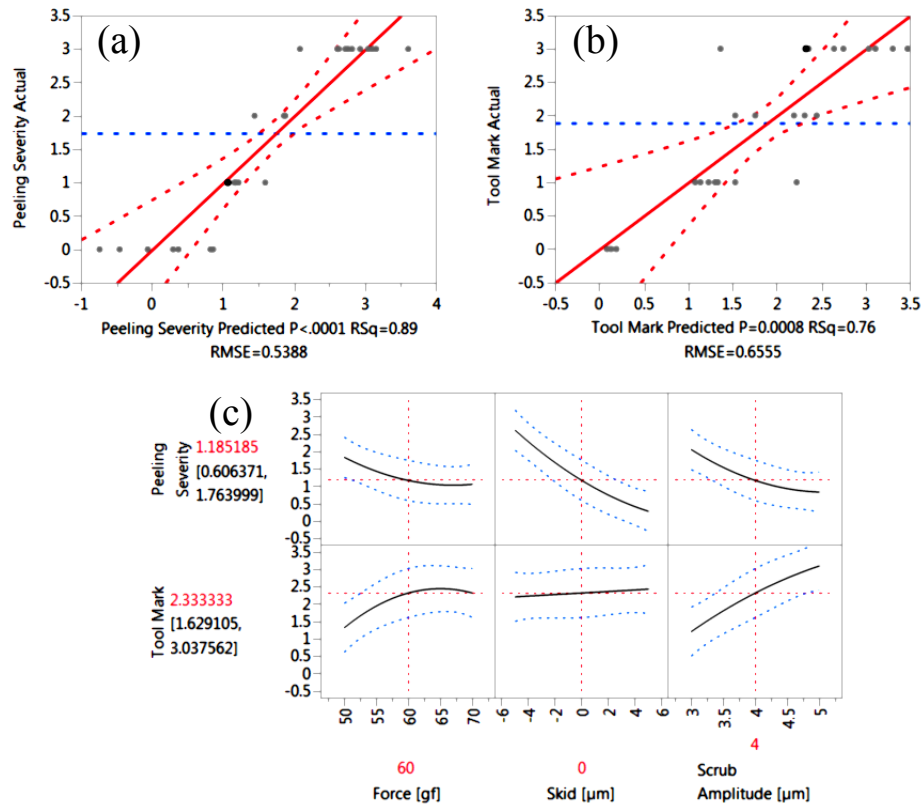 (a)
Peeling Severity Actual
3.5
3
2.5
2
1.5
1
0.5
0
-0.5
-1 0 1 2 3 4
Peeling Severity Predicted P<.0001 RSq=0.89
RMSE=0.5388
(b)
Tool Mark Actual
3.5
3
2.5
2
1.5
1
0.5
0
-0.5
-0.5 0 0.5 1 1.5 2 2.5 3 3.5
Tool Mark Predicted P=0.0008 RSq=0.76
RMSE=0.6555
(c)
Peeling
Severity
1.185185
[0.606371,
1.763999]
3.5
3
2.5
2
1.5
1
0.5
0
-0.5
Tool Mark
2.333333
[1.629105,
3.037562]
3.5
3
2.5
2
1.5
1
0.5
0
-0.5
50 55 60 65 70
-6 -4 -2 0 2 4 6
3 3.5 4 4.5 5
60
Force [gf]
0
Skid [µm]
4
Scrub
Amplitude [µm]